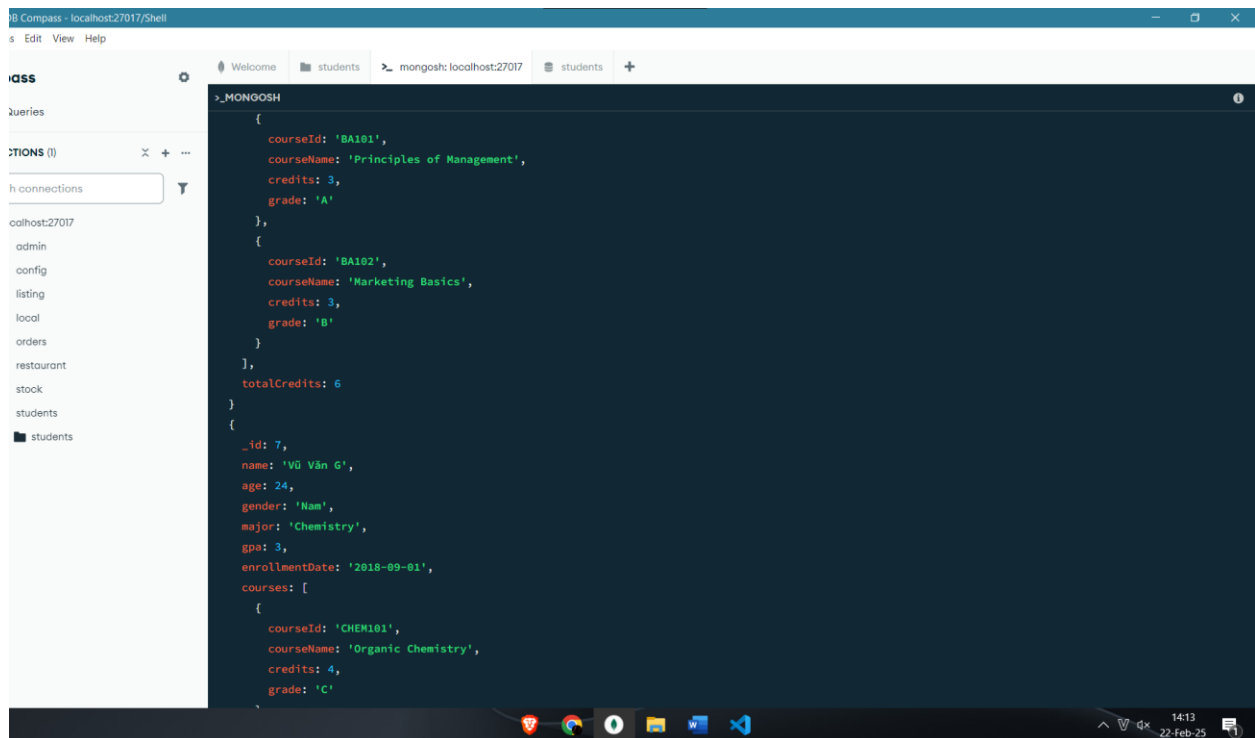 DB Compass - localhost:27017/Shell
s Edit View Help
pass
Queries
CTIONS (1)
h connections
ocalhost:27017
admin
config
listing
local
orders
restaurant
stock
students
students
Welcome
students
>_ mongosh: localhost:27017
students
>_MONGOSH
{
courseId: 'BA101',
courseName: 'Principles of Management',
credits: 3,
grade: 'A'
},
{
courseId: 'BA102',
courseName: 'Marketing Basics',
credits: 3,
grade: 'B'
}
],
totalCredits: 6
}
{
_id: 7,
name: 'Vũ Văn G',
age: 24,
gender: 'Nam',
major: 'Chemistry',
gpa: 3,
enrollmentDate: '2018-09-01',
courses: [
{
courseId: 'CHEM101',
courseName: 'Organic Chemistry',
credits: 4,
grade: 'C'
14:13
22-Feb-25